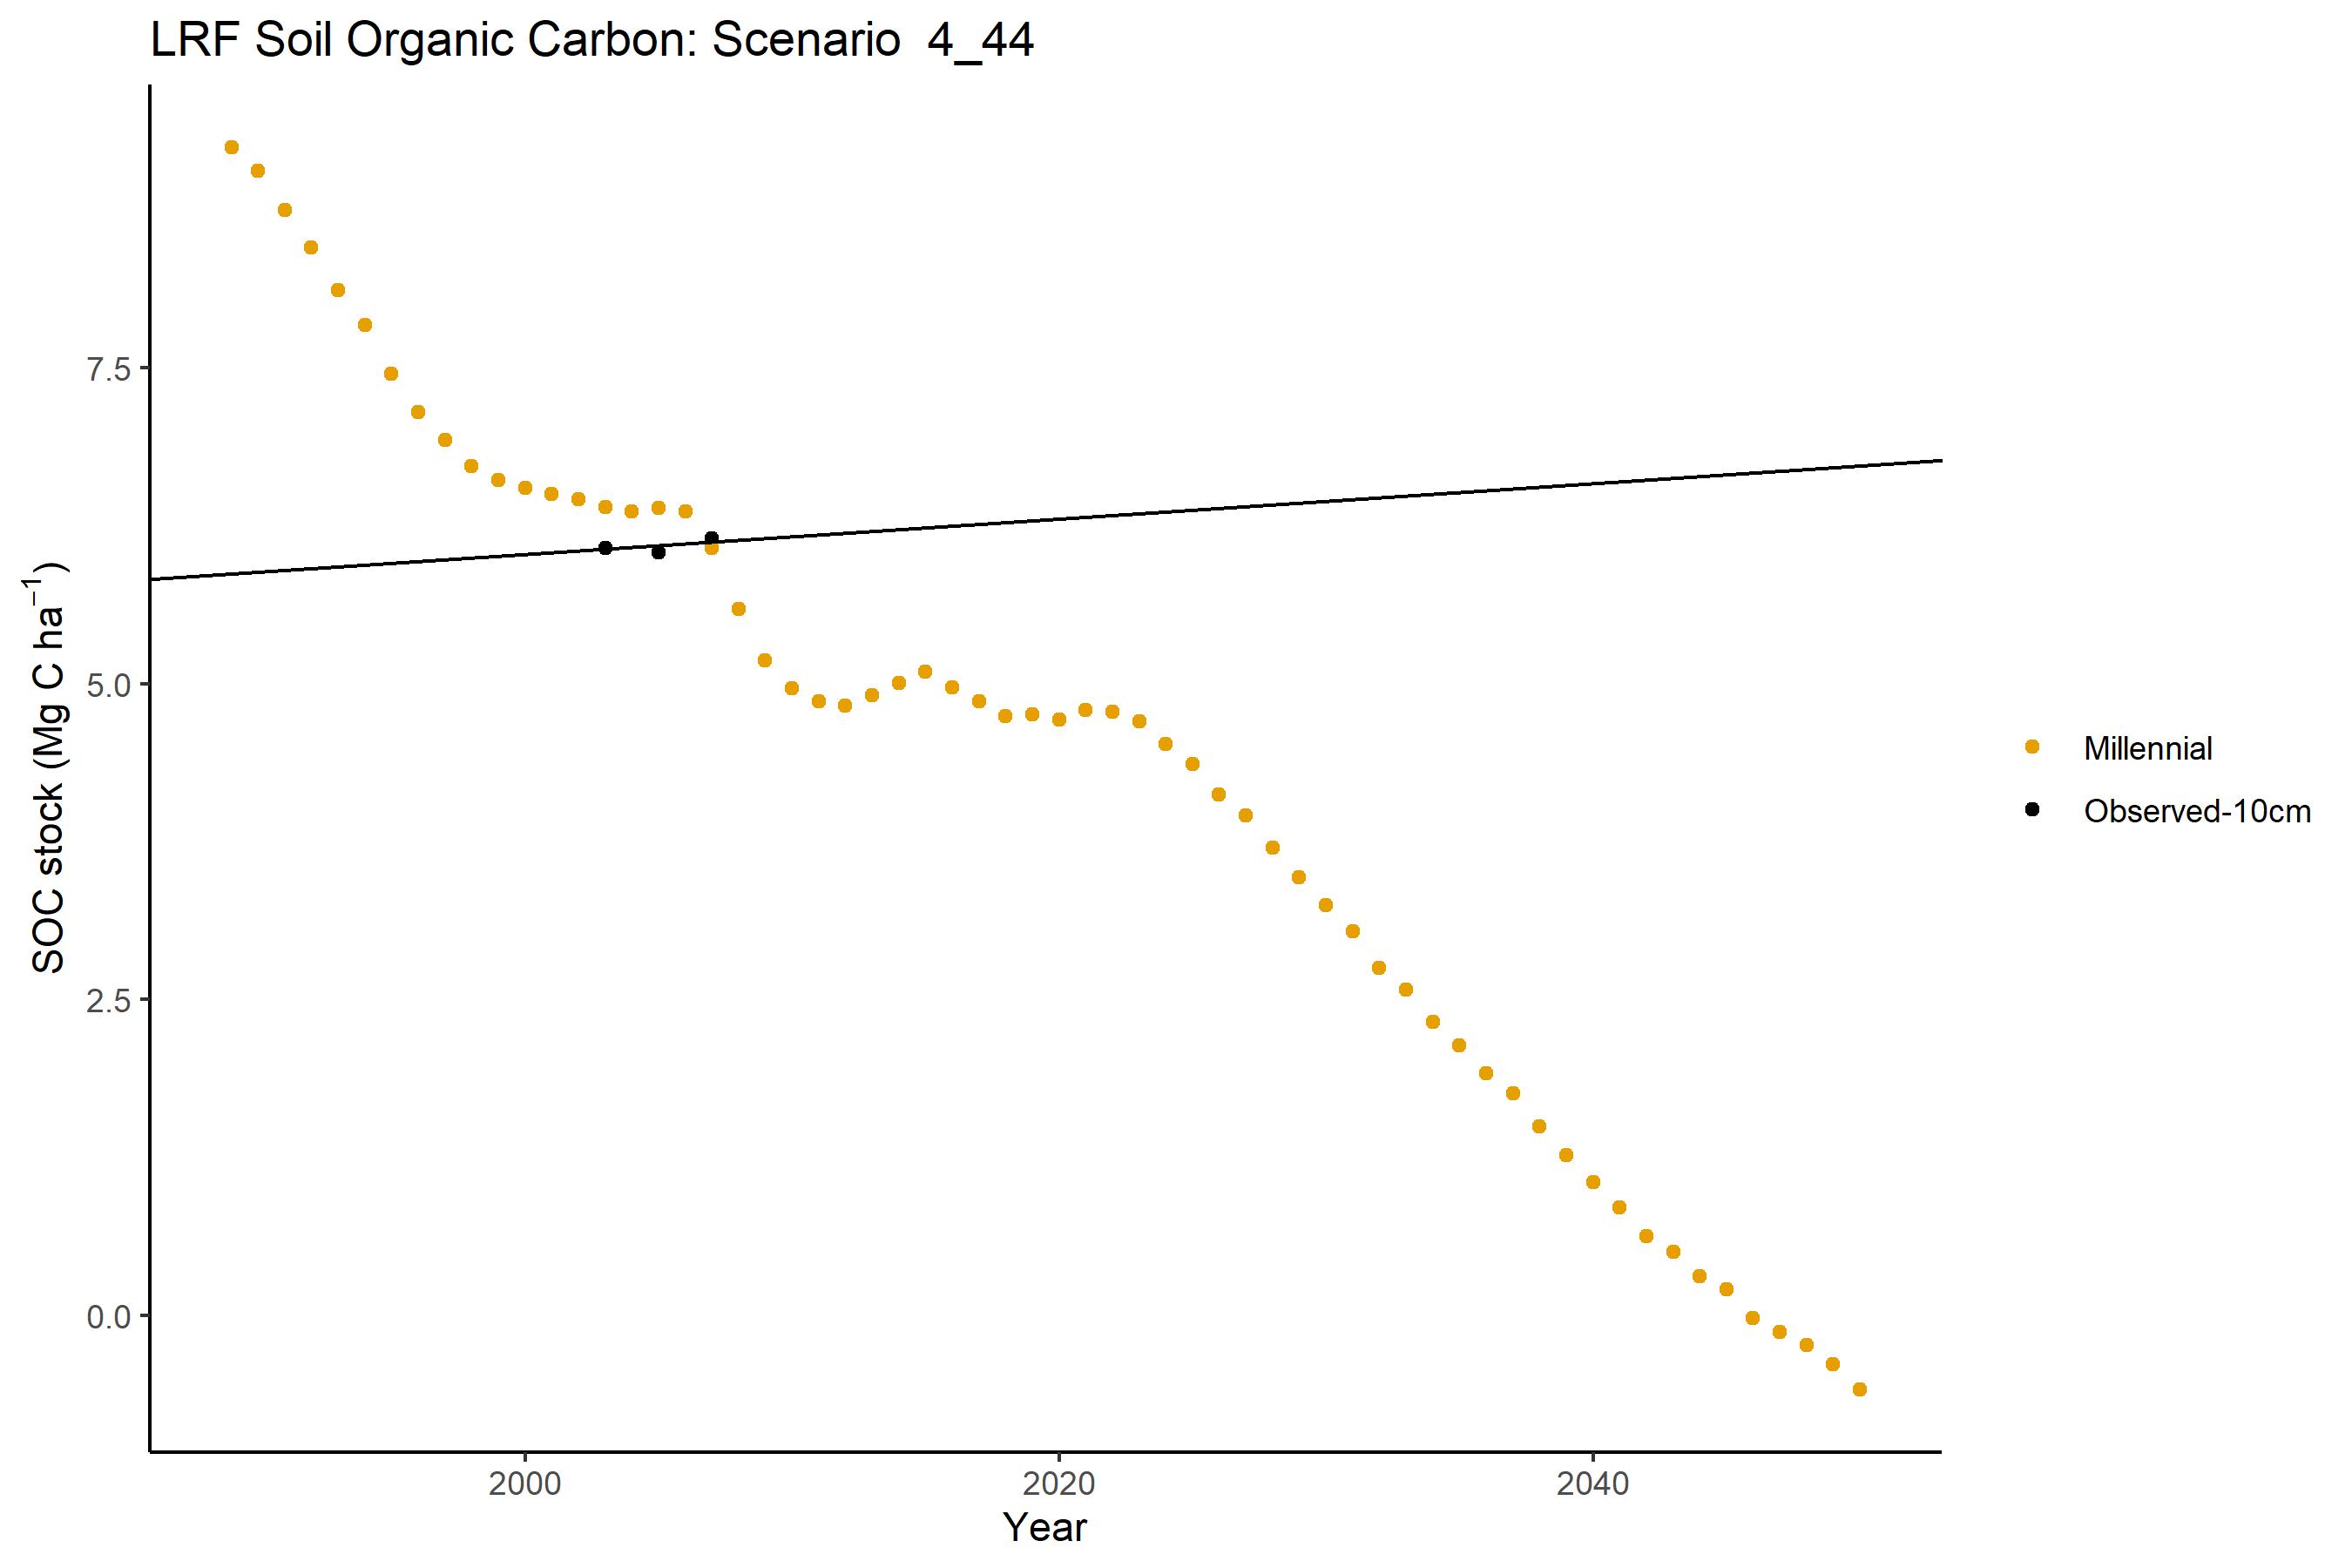 LRF Soil Organic Carbon: Scenario  4_44
SOC stock (Mg C ha⁻¹)
7.5
5.0
2.5
0.0
2000
2020
2040
Year
Millennial
Observed-10cm